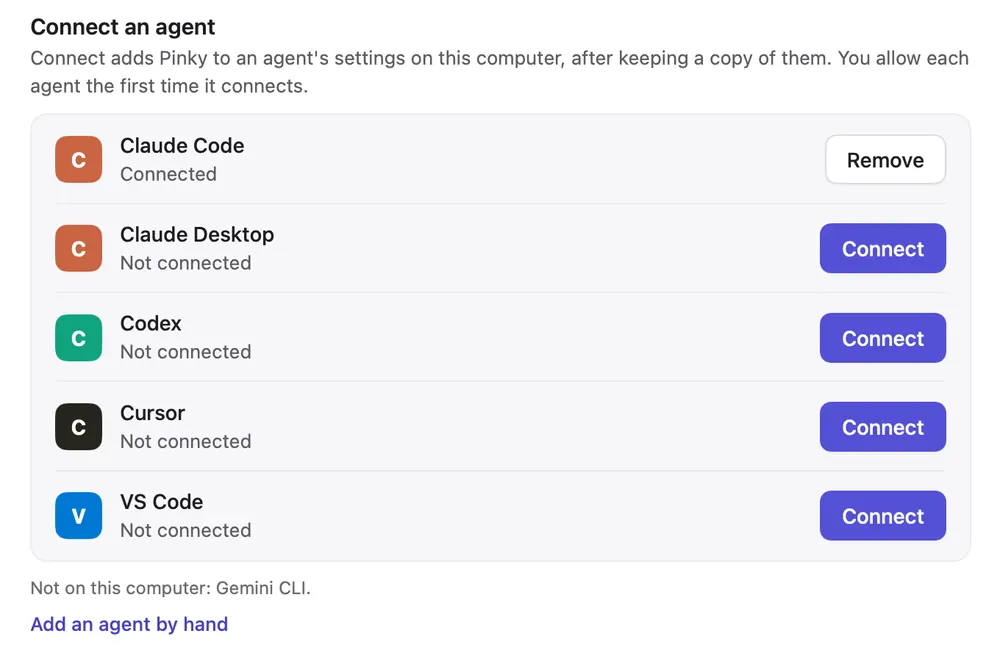 Connect an agent
Connect adds Pinky to an agent's settings on this computer, after keeping a copy of them. You allow each
agent the first time it connects.
C
Claude Code
Connected
Remove
C
Claude Desktop
Not connected
Connect
C
Codex
Not connected
Connect
C
Cursor
Not connected
Connect
V
VS Code
Not connected
Connect
Not on this computer: Gemini CLI.
Add an agent by hand